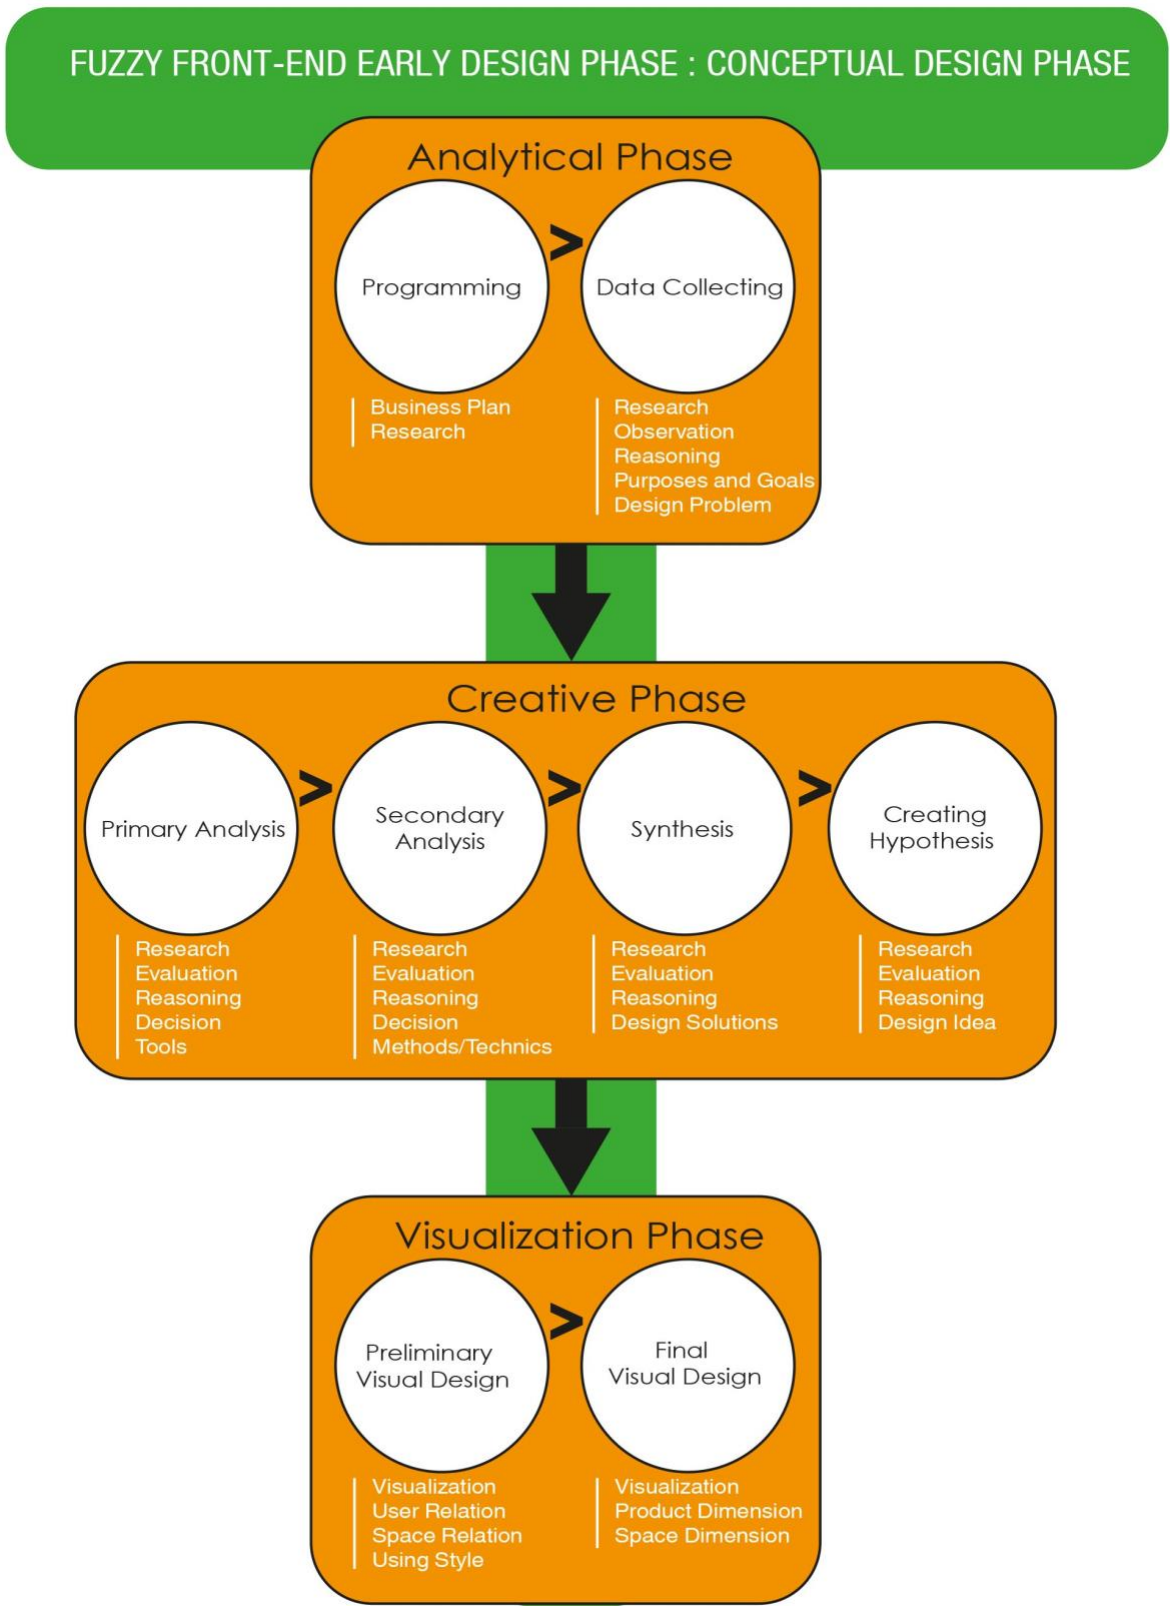 FUZZY FRONT-END EARLY DESIGN PHASE : CONCEPTUAL DESIGN PHASE
Analytical Phase
Programming
>
Data Collecting
Business Plan
Research
Research
Observation
Reasoning
Purposes and Goals
Design Problem
Creative Phase
Primary Analysis
>
Secondary
Analysis
>
Synthesis
>
Creating
Hypothesis
Research
Evaluation
Reasoning
Decision
Tools
Research
Evaluation
Reasoning
Decision
Methods/Technics
Research
Evaluation
Reasoning
Design Solutions
Research
Evaluation
Reasoning
Design Idea
Visualization Phase
Preliminary
Visual Design
>
Final
Visual Design
Visualization
User Relation
Space Relation
Using Style
Visualization
Product Dimension
Space Dimension